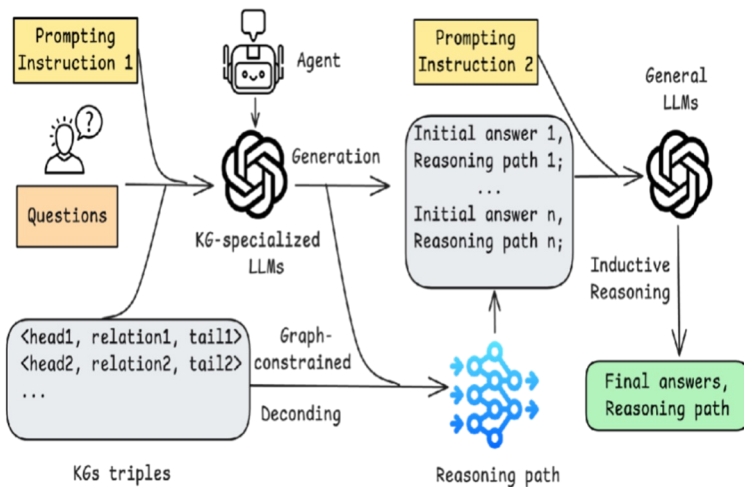 Prompting
Instruction 1
Agent
Prompting
Instruction 2
General
LLMs
?
Questions
Generation
KG-specialized
LLMs
Initial answer 1,
Reasoning path 1;
...
Initial answer n,
Reasoning path n;
Inductive
Reasoning
<head1, relation1, tail1>
<head2, relation2, tail2>
...
Graph-
constrained
Deconding
Final answers,
Reasoning path
KGs triples
Reasoning path